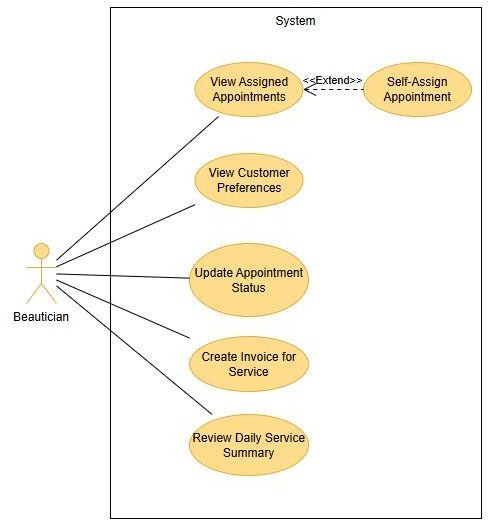 System
View Assigned
Appointments
<<Extend>>
Self-Assign
Appointment
View Customer
Preferences
Update Appointment
Status
Beautician
Create Invoice for
Service
Review Daily Service
Summary